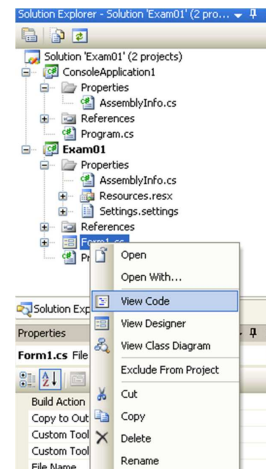 Solution Explorer - Solution 'Exam01' (2 pro...
Solution 'Exam01' (2 projects)
ConsoleApplication1
Properties
AssemblyInfo.cs
References
Program.cs
Exam01
Properties
AssemblyInfo.cs
Resources.resx
Settings.settings
References
Form1.cs
Pr
Open
Open With...
View Code
View Designer
View Class Diagram
Exclude From Project
Cut
Copy
Delete
Rename
Solution Exp
Properties
Form1.cs File
Build Action
Copy to Out
Custom Tool
Custom Tool
File Name